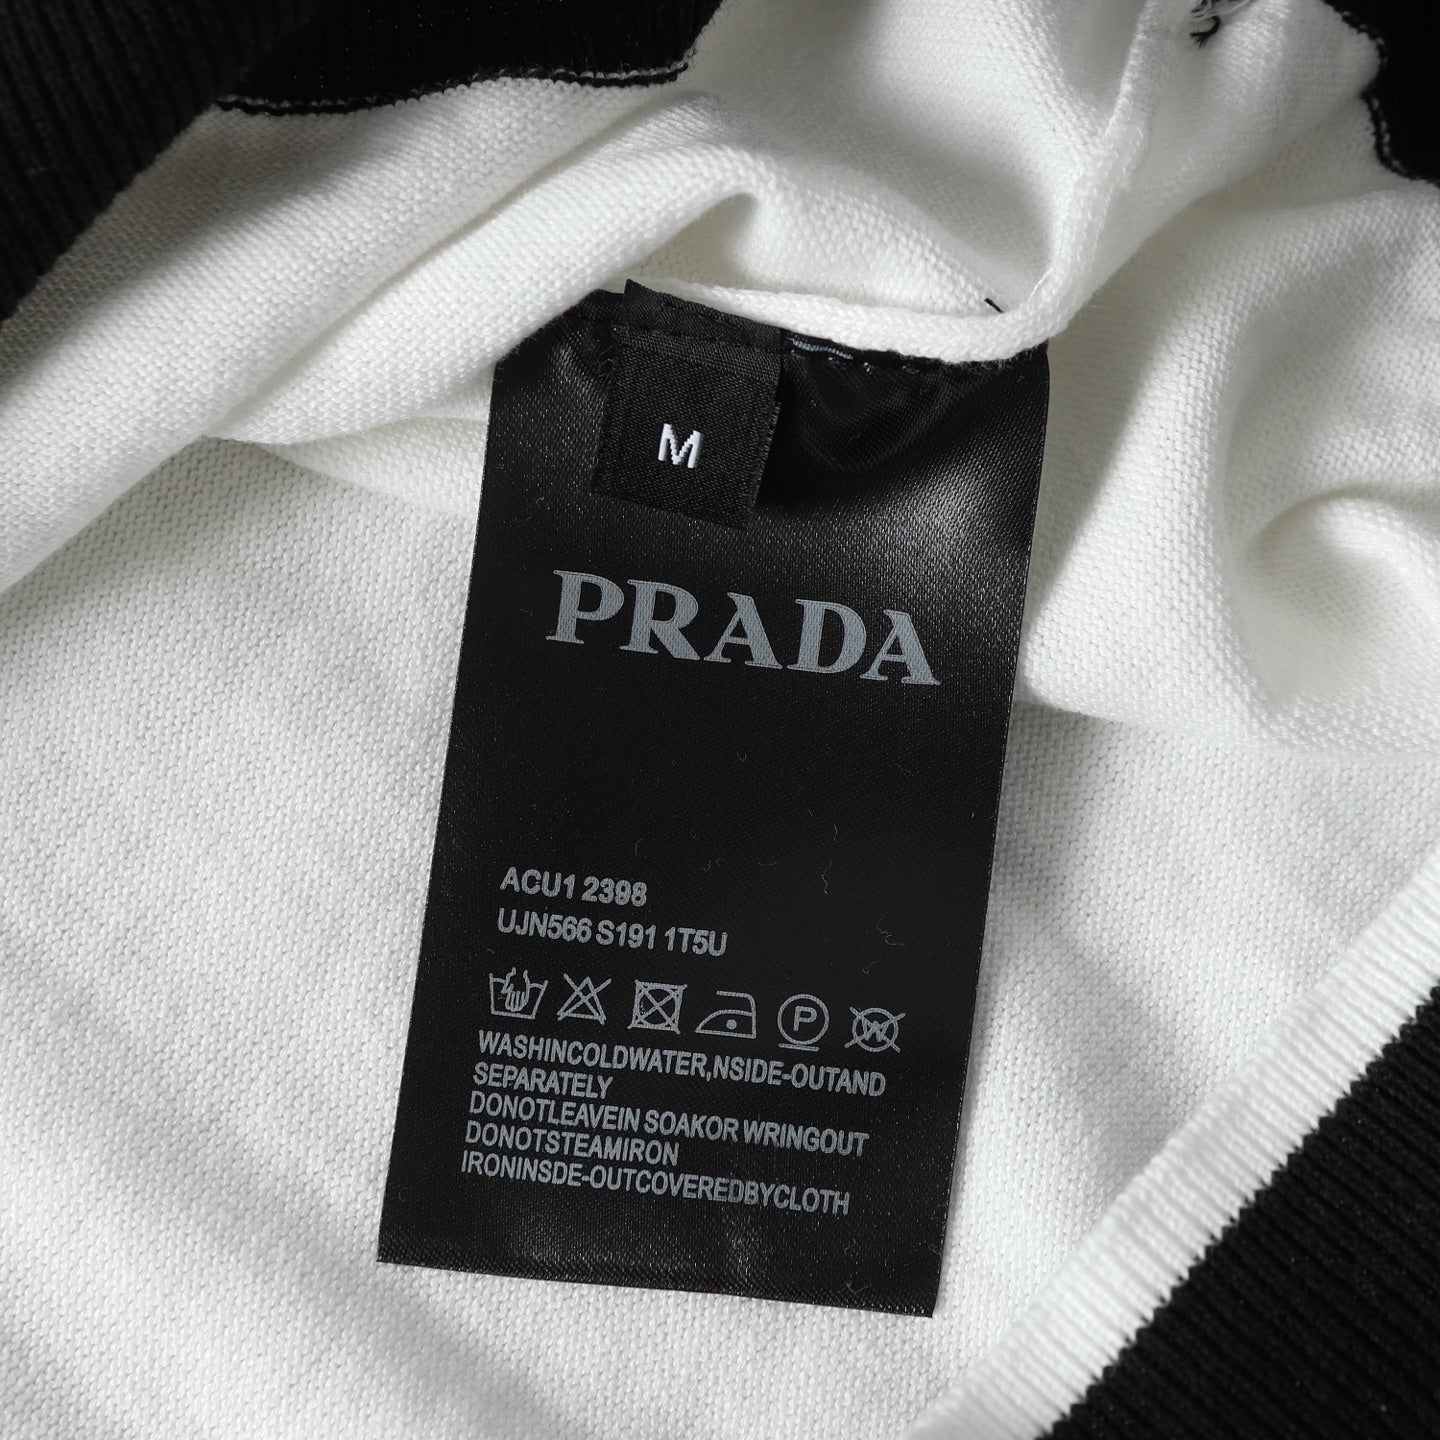 M
PRADA
ACU1 2398
UJN566 S191 1T5U
P
W
WASHINCOLDWATER,NSIDE-OUTAND
SEPARATELY
DONOTLEAVEIN SOAKOR WRINGOUT
DONOTSTEAMIRON
IRONINSDE-OUTCOVEREDBYCLOTH